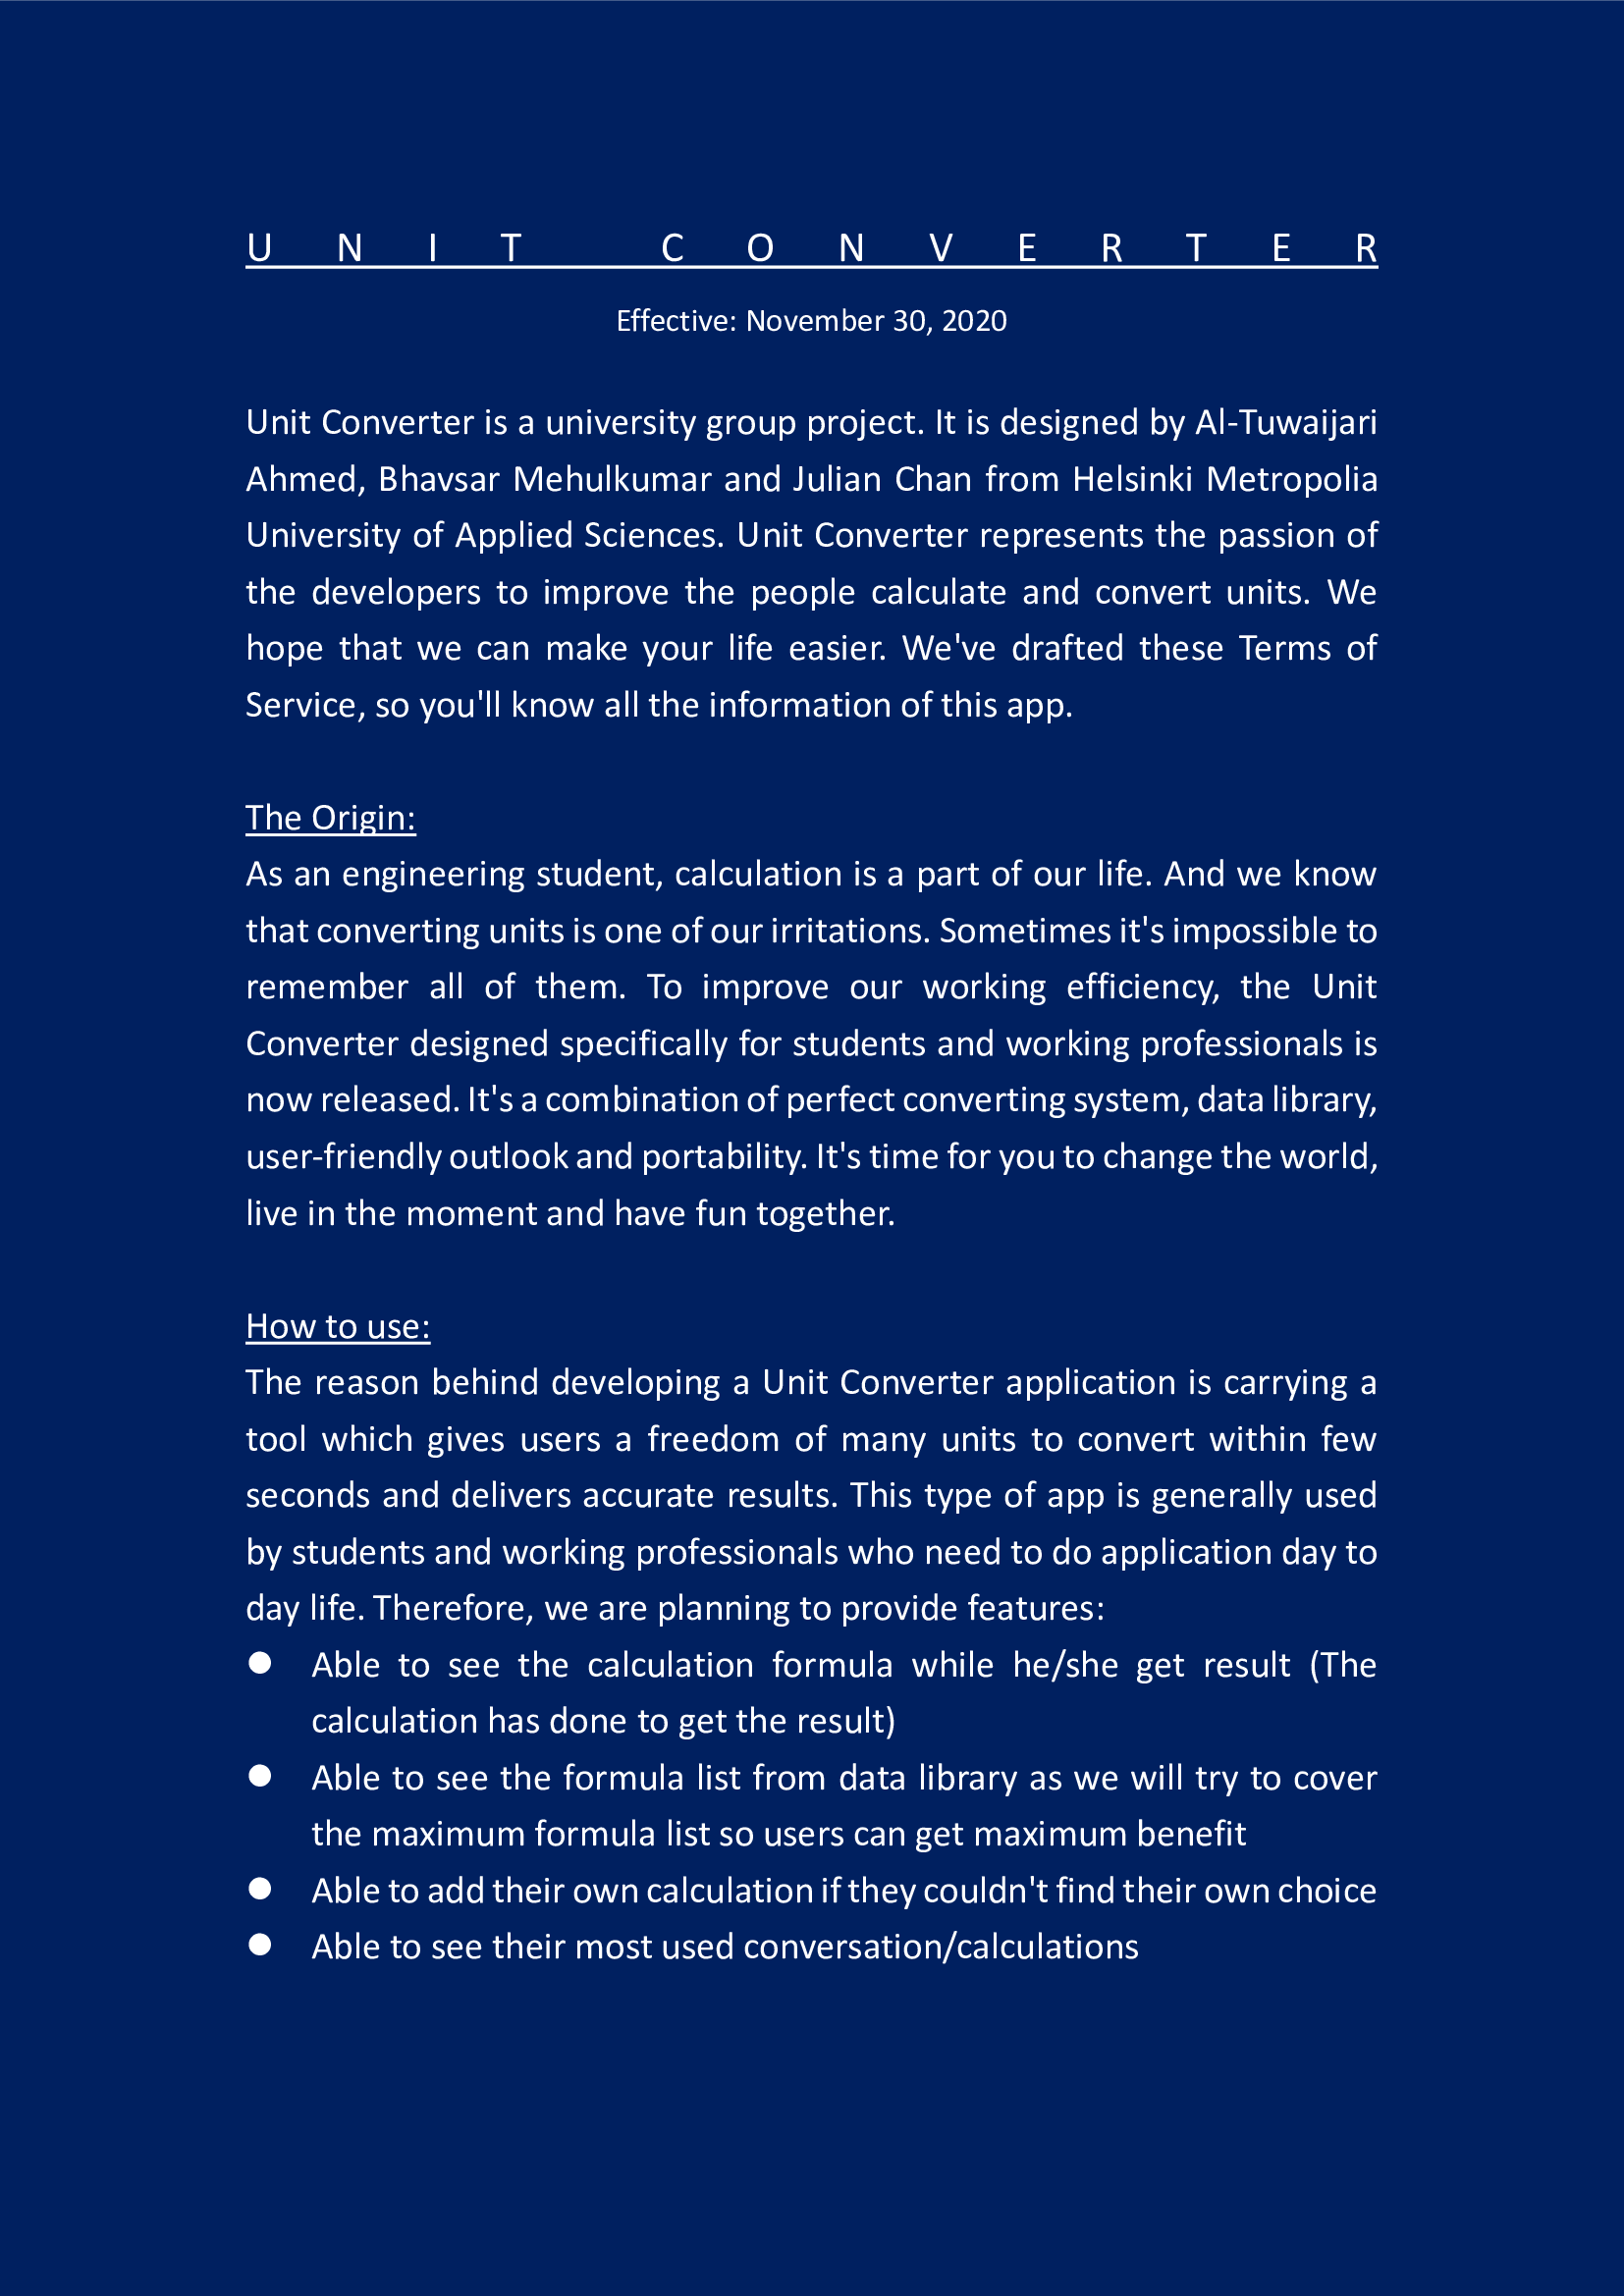 UNIT CONVERTER
Effective: November 30, 2020
Unit Converter is a university group project. It is designed by Al-Tuwaijari
Ahmed, Bhavsar Mehulkumar and Julian Chan from Helsinki Metropolia
University of Applied Sciences. Unit Converter represents the passion of
the developers to improve the people calculate and convert units. We
hope that we can make your life easier. We've drafted these Terms of
Service, so you'll know all the information of this app.
The Origin:
As an engineering student, calculation is a part of our life. And we know
that converting units is one of our irritations. Sometimes it's impossible to
remember all of them. To improve our working efficiency, the Unit
Converter designed specifically for students and working professionals is
now released. It's a combination of perfect converting system, data library,
user-friendly outlook and portability. It's time for you to change the world,
live in the moment and have fun together.
How to use:
The reason behind developing a Unit Converter application is carrying a
tool which gives users a freedom of many units to convert within few
seconds and delivers accurate results. This type of app is generally used
by students and working professionals who need to do application day to
day life. Therefore, we are planning to provide features:
● Able to see the calculation formula while he/she get result (The
calculation has done to get the result)
● Able to see the formula list from data library as we will try to cover
the maximum formula list so users can get maximum benefit
● Able to add their own calculation if they couldn't find their own choice
● Able to see their most used conversation/calculations